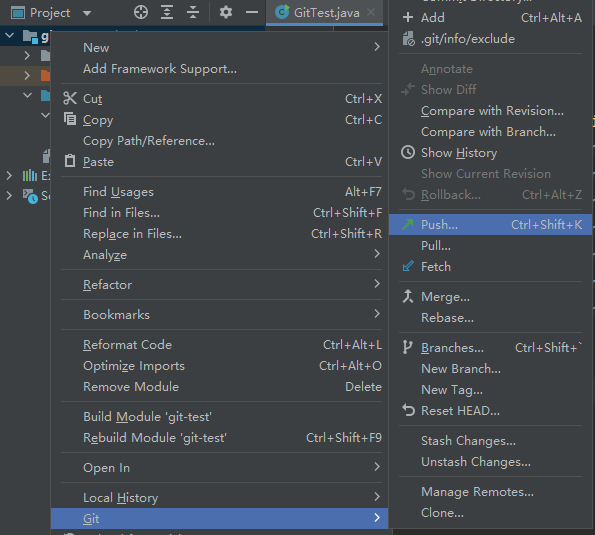 Project
GitTest.java
New
Add Framework Support...
Cut Ctrl+X
Copy Ctrl+C
Copy Path/Reference...
Paste Ctrl+V
Find Usages Alt+F7
Find in Files... Ctrl+Shift+F
Replace in Files... Ctrl+Shift+R
Analyze
Refactor
Bookmarks
Reformat Code Ctrl+Alt+L
Optimize Imports Ctrl+Alt+O
Remove Module Delete
Build Module 'git-test'
Rebuild Module 'git-test' Ctrl+Shift+F9
Open In
Local History
Git
Add Ctrl+Alt+A
.git/info/exclude
Annotate
Show Diff
Compare with Revision...
Compare with Branch...
Show History
Show Current Revision
Rollback... Ctrl+Alt+Z
Push... Ctrl+Shift+K
Pull...
Fetch
Merge...
Rebase...
Branches... Ctrl+Shift+`
New Branch...
New Tag...
Reset HEAD...
Stash Changes...
Unstash Changes...
Manage Remotes...
Clone...